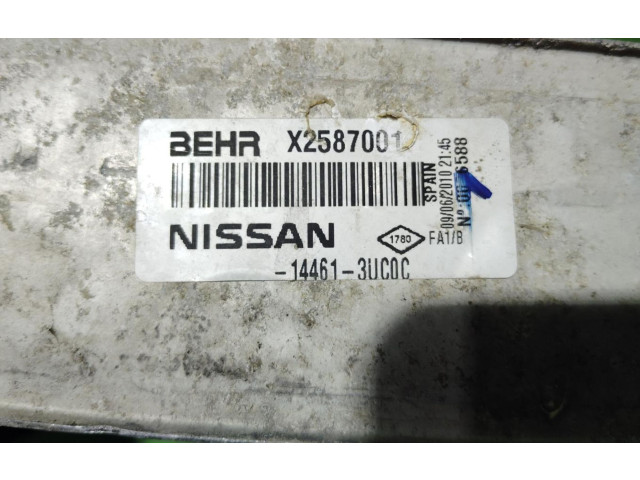 BEHR X2587001
NISSAN
1780
FA1/B
-14461-3UC0C
SPAIN
09/06/2010 21:45